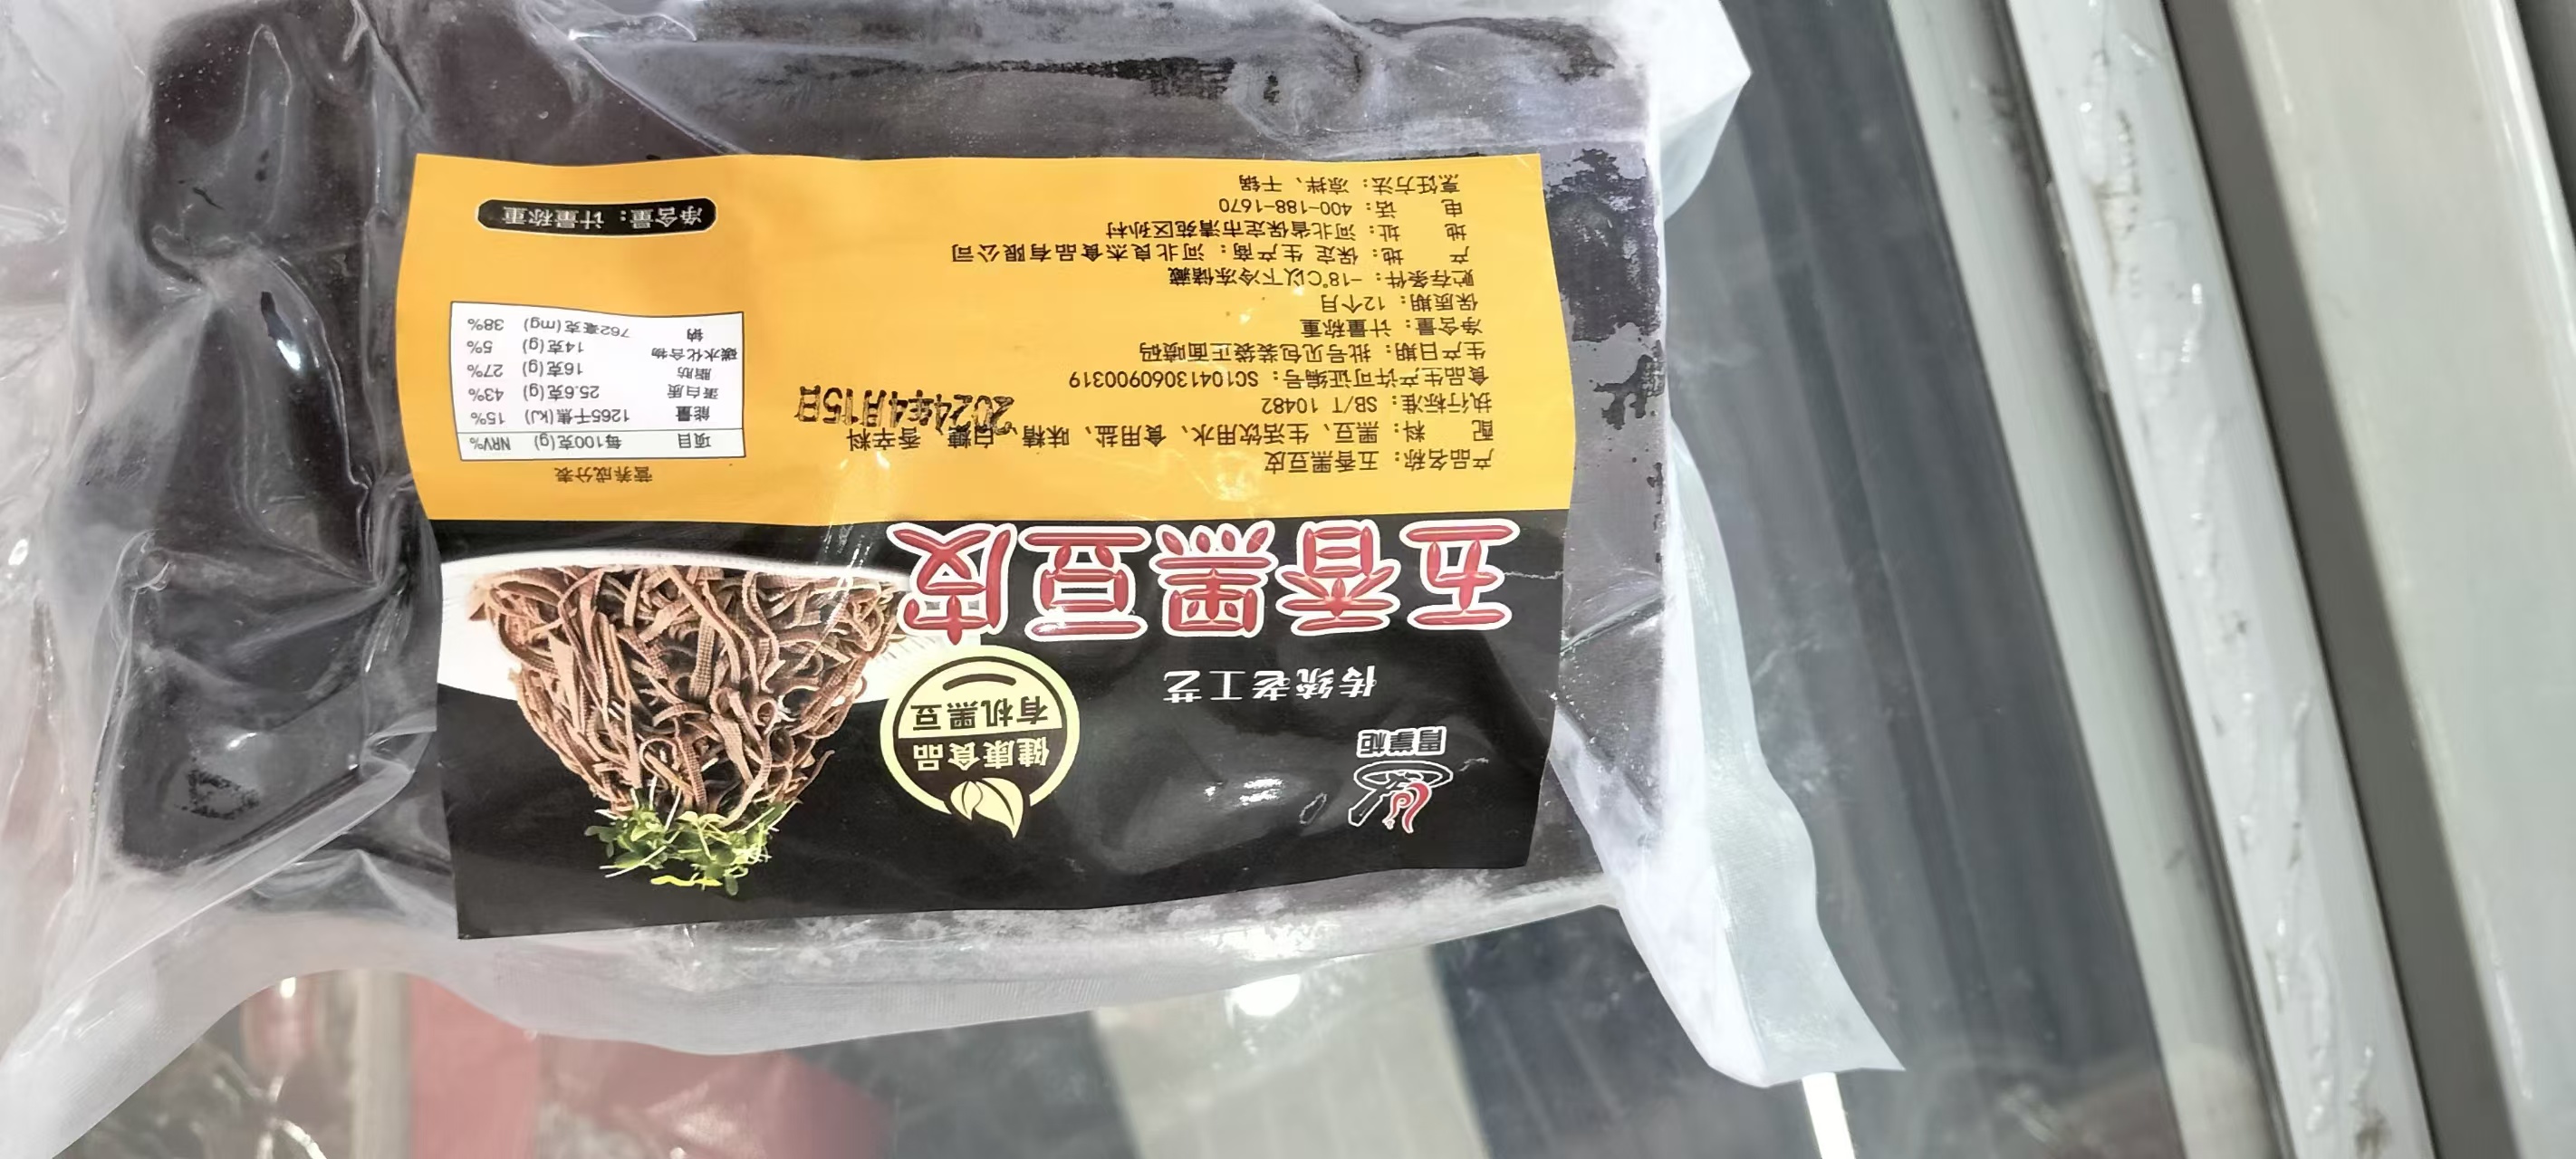 冒掌柜
传统老工艺
健康食品
有机黑豆
五香黑豆皮
产品名称：五香黑豆皮
配 料：黑豆、生活饮用水、食用盐、味精、白糖、香辛料
2024年4月15日
执行标准：SB/T 10482
食品生产许可证编号：SC10413060900319
生产日期：批号见包装袋正面喷码
净含量：计量称重
保质期：12个月
贮存条件：-18℃以下冷冻储藏
产 地：保定 生产商：河北良杰食品有限公司
地 址：河北省保定市清苑区孙村
电 话：400-188-1670
烹饪方法：凉拌、干锅
营养成分表
项目 每100克(g) NRV%
能量 1265千焦(kJ) 15%
蛋白质 25.6克(g) 43%
脂肪 16克(g) 27%
碳水化合物 14克(g) 5%
钠 762毫克(mg) 38%
净含量：计量称重